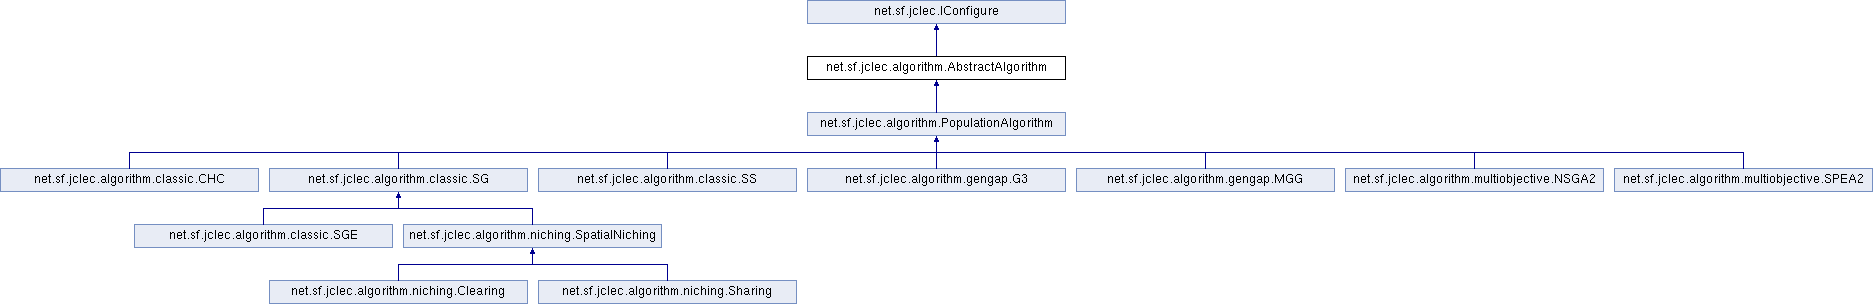 net.sf.jclec.IConfigure
net.sf.jclec.algorithm.AbstractAlgorithm
net.sf.jclec.algorithm.PopulationAlgorithm
net.sf.jclec.algorithm.classic.CHC
net.sf.jclec.algorithm.classic.SG
net.sf.jclec.algorithm.classic.SS
net.sf.jclec.algorithm.gengap.G3
net.sf.jclec.algorithm.gengap.MGG
net.sf.jclec.algorithm.multiobjective.NSGA2
net.sf.jclec.algorithm.multiobjective.SPEA2
net.sf.jclec.algorithm.classic.SGE
net.sf.jclec.algorithm.niching.SpatialNiching
net.sf.jclec.algorithm.niching.Clearing
net.sf.jclec.algorithm.niching.Sharing